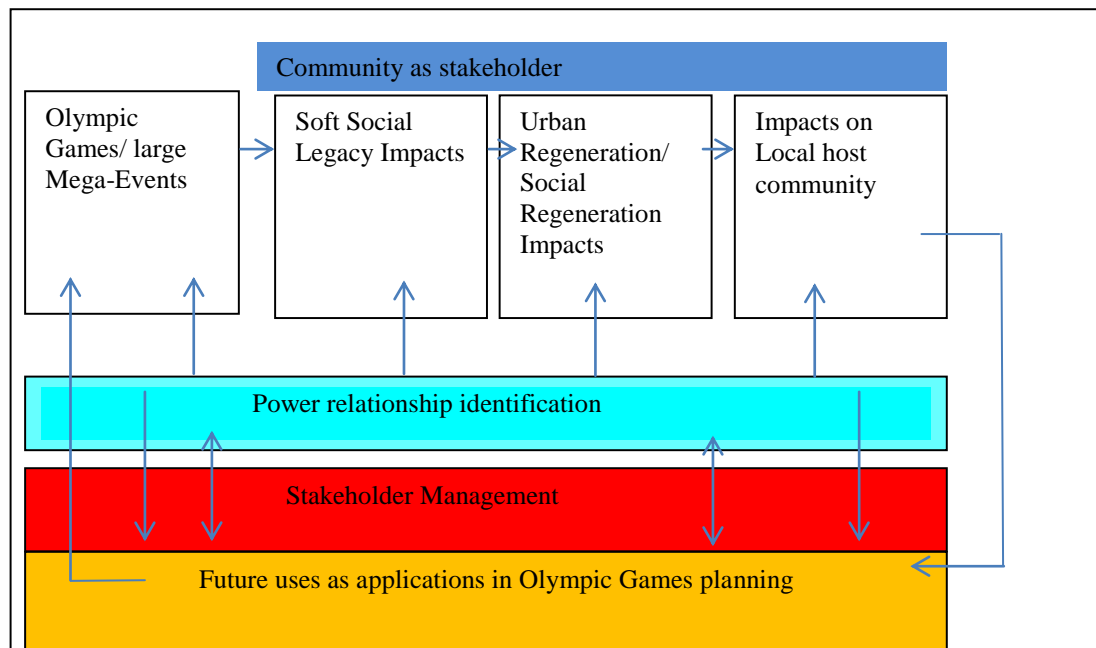 Community as stakeholder
Olympic
Games/ large
Mega-Events
Soft Social
Legacy Impacts
Urban
Regeneration/
Social
Regeneration
Impacts
Impacts on
Local host
community
Power relationship identification
Stakeholder Management
Future uses as applications in Olympic Games planning